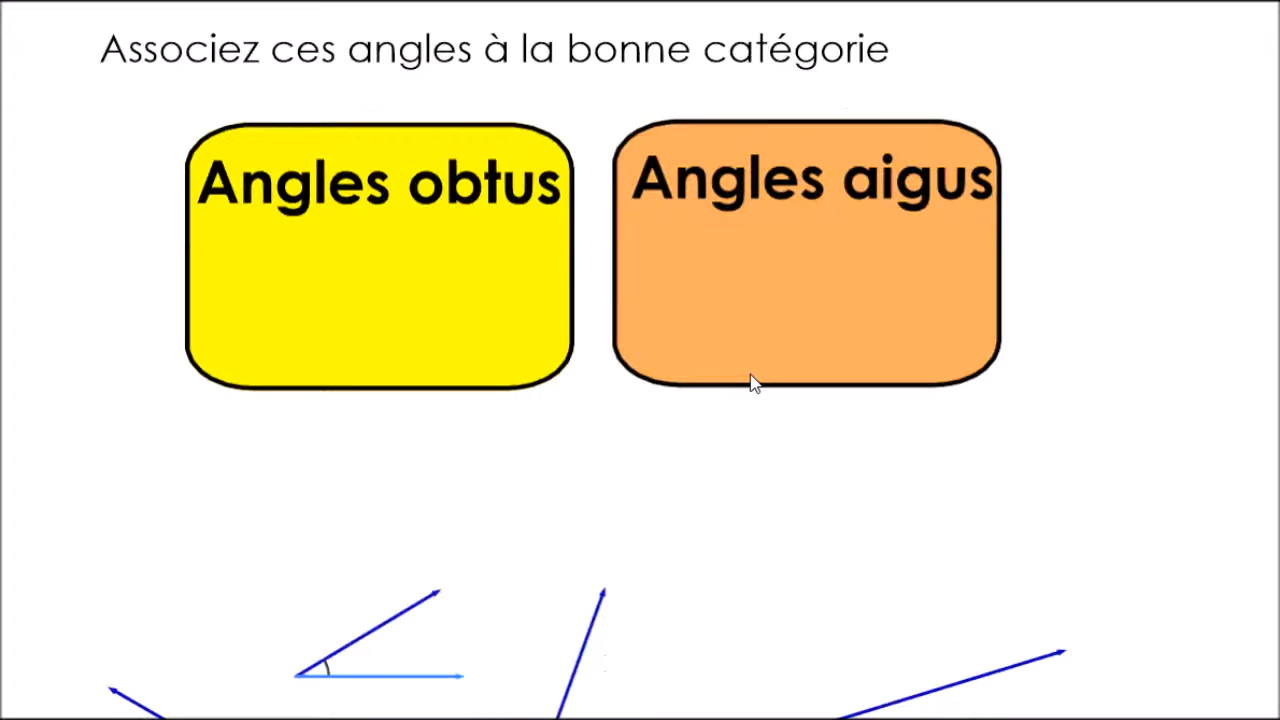 Associez ces angles à la bonne catégorie
Angles obtus
Angles aigus